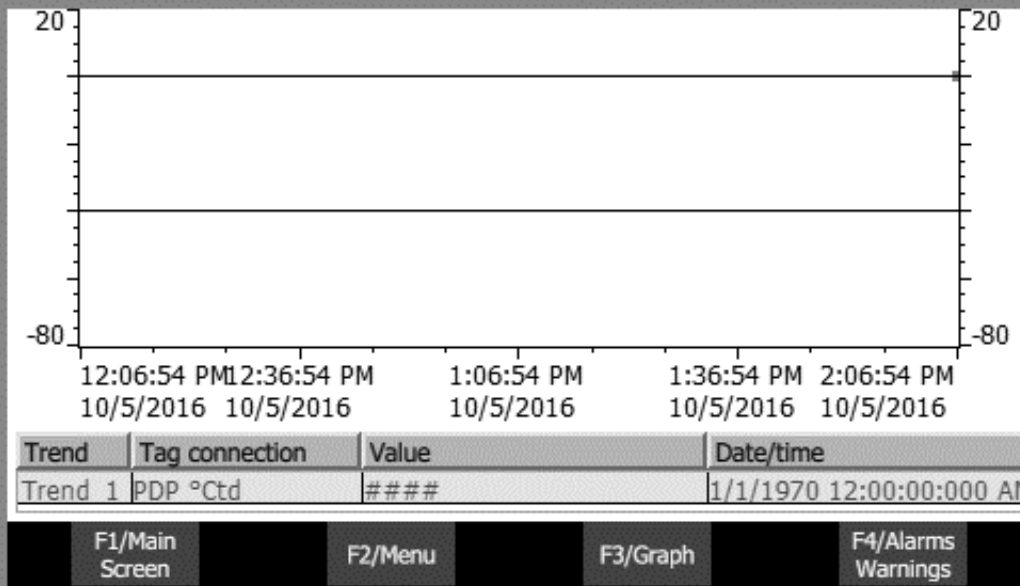 20 20
-80 -80
12:06:54 PM 12:36:54 PM 1:06:54 PM 1:36:54 PM 2:06:54 PM
10/5/2016 10/5/2016 10/5/2016 10/5/2016 10/5/2016
Trend Tag connection Value Date/time
Trend 1 PDP °Ctd #### 1/1/1970 12:00:00:000 AM
F1/Main Screen
F2/Menu
F3/Graph
F4/Alarms Warnings